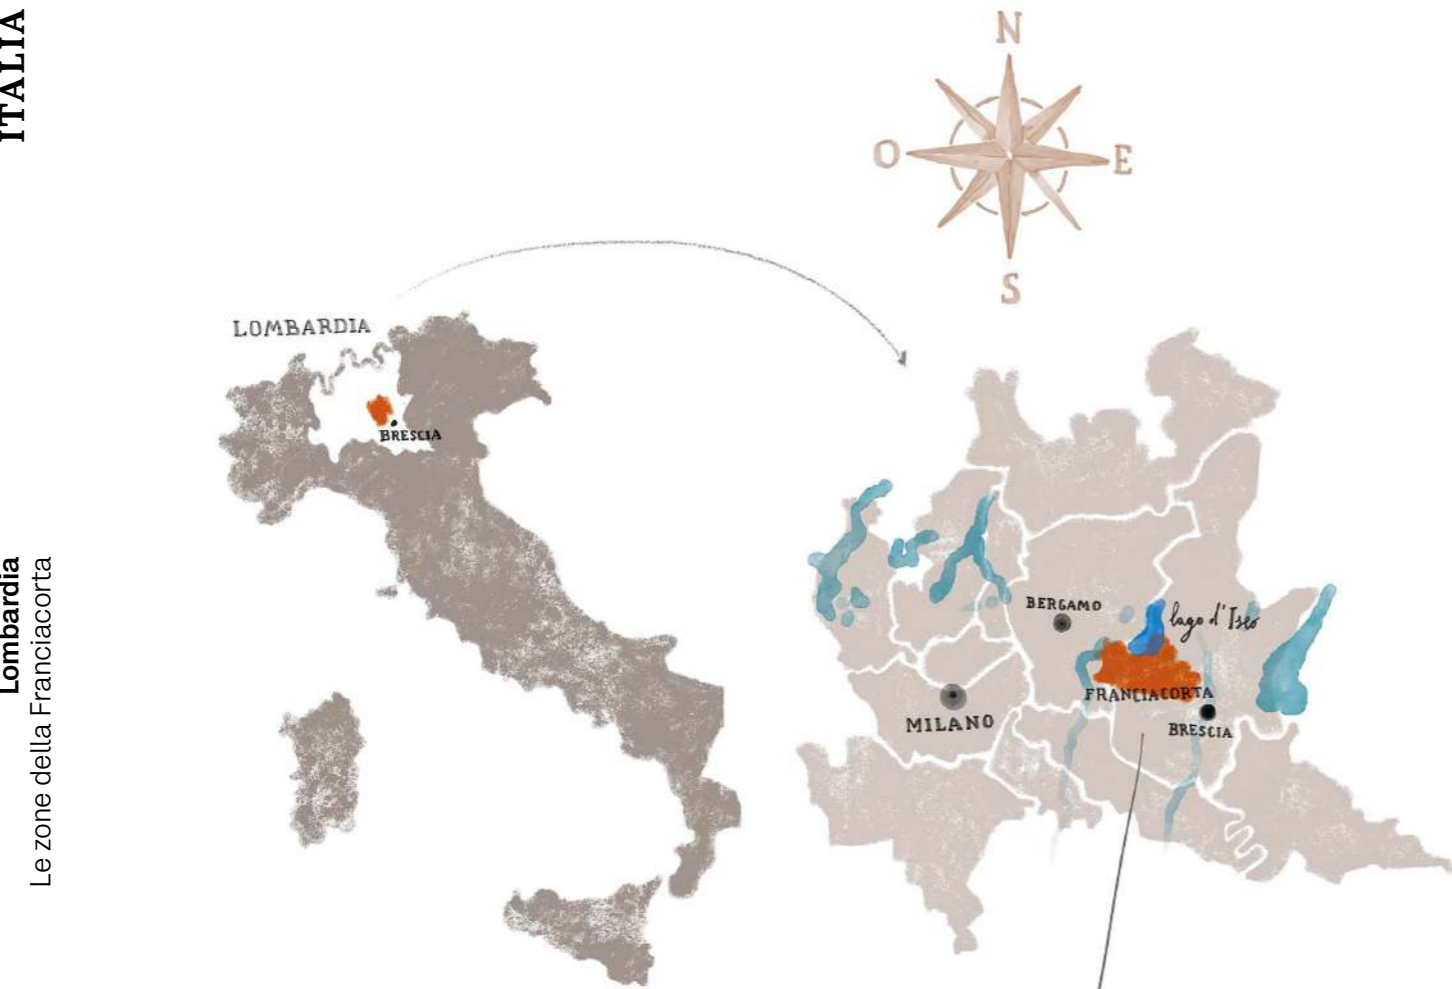 ITALIA
Lombardia
Le zone della Franciacorta
N
O
E
S
LOMBARDIA
BRESCIA
BERGAMO
lago d'Iseo
FRANCIACORTA
MILANO
BRESCIA